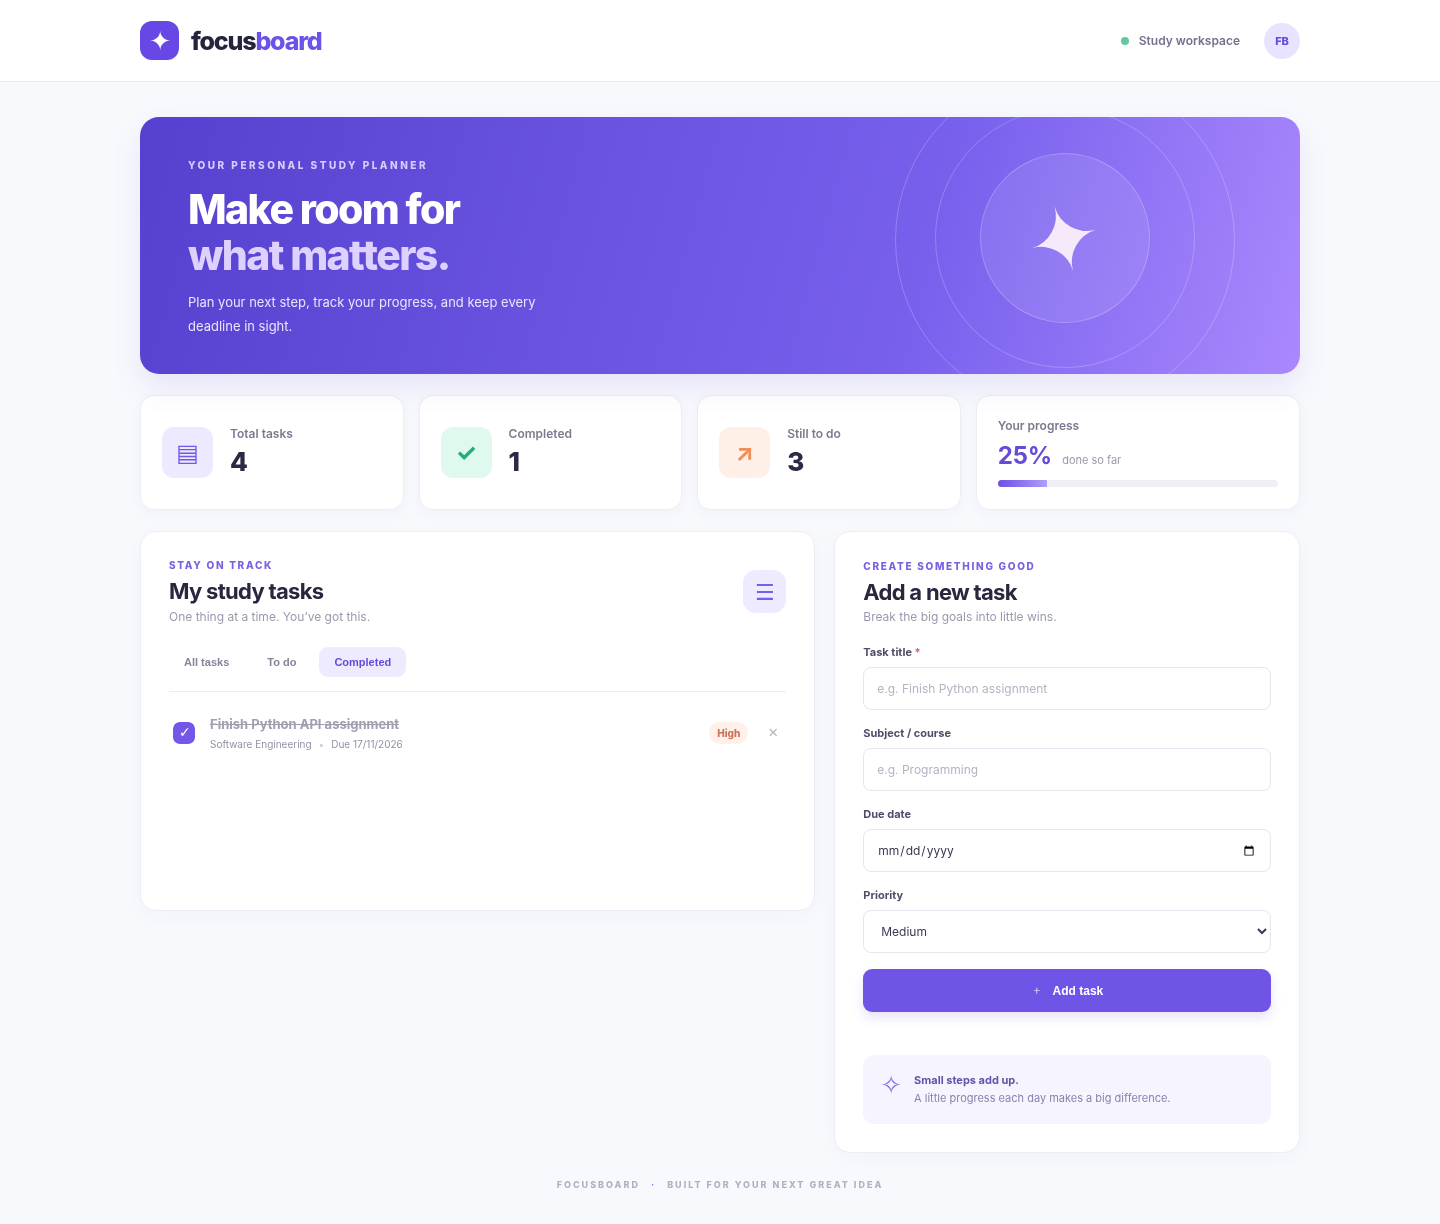 focusboard
Study workspace
FB
YOUR PERSONAL STUDY PLANNER
Make room for
what matters.
Plan your next step, track your progress, and keep every
deadline in sight.
Total tasks
4
Completed
1
Still to do
3
Your progress
25% done so far
STAY ON TRACK
My study tasks
One thing at a time. You’ve got this.
All tasks To do Completed
Finish Python API assignment
Software Engineering • Due 17/11/2026
High ×
CREATE SOMETHING GOOD
Add a new task
Break the big goals into little wins.
Task title *
e.g. Finish Python assignment
Subject / course
e.g. Programming
Due date
mm/dd/yyyy
Priority
Medium
+ Add task
Small steps add up.
A little progress each day makes a big difference.
FOCUSBOARD · BUILT FOR YOUR NEXT GREAT IDEA